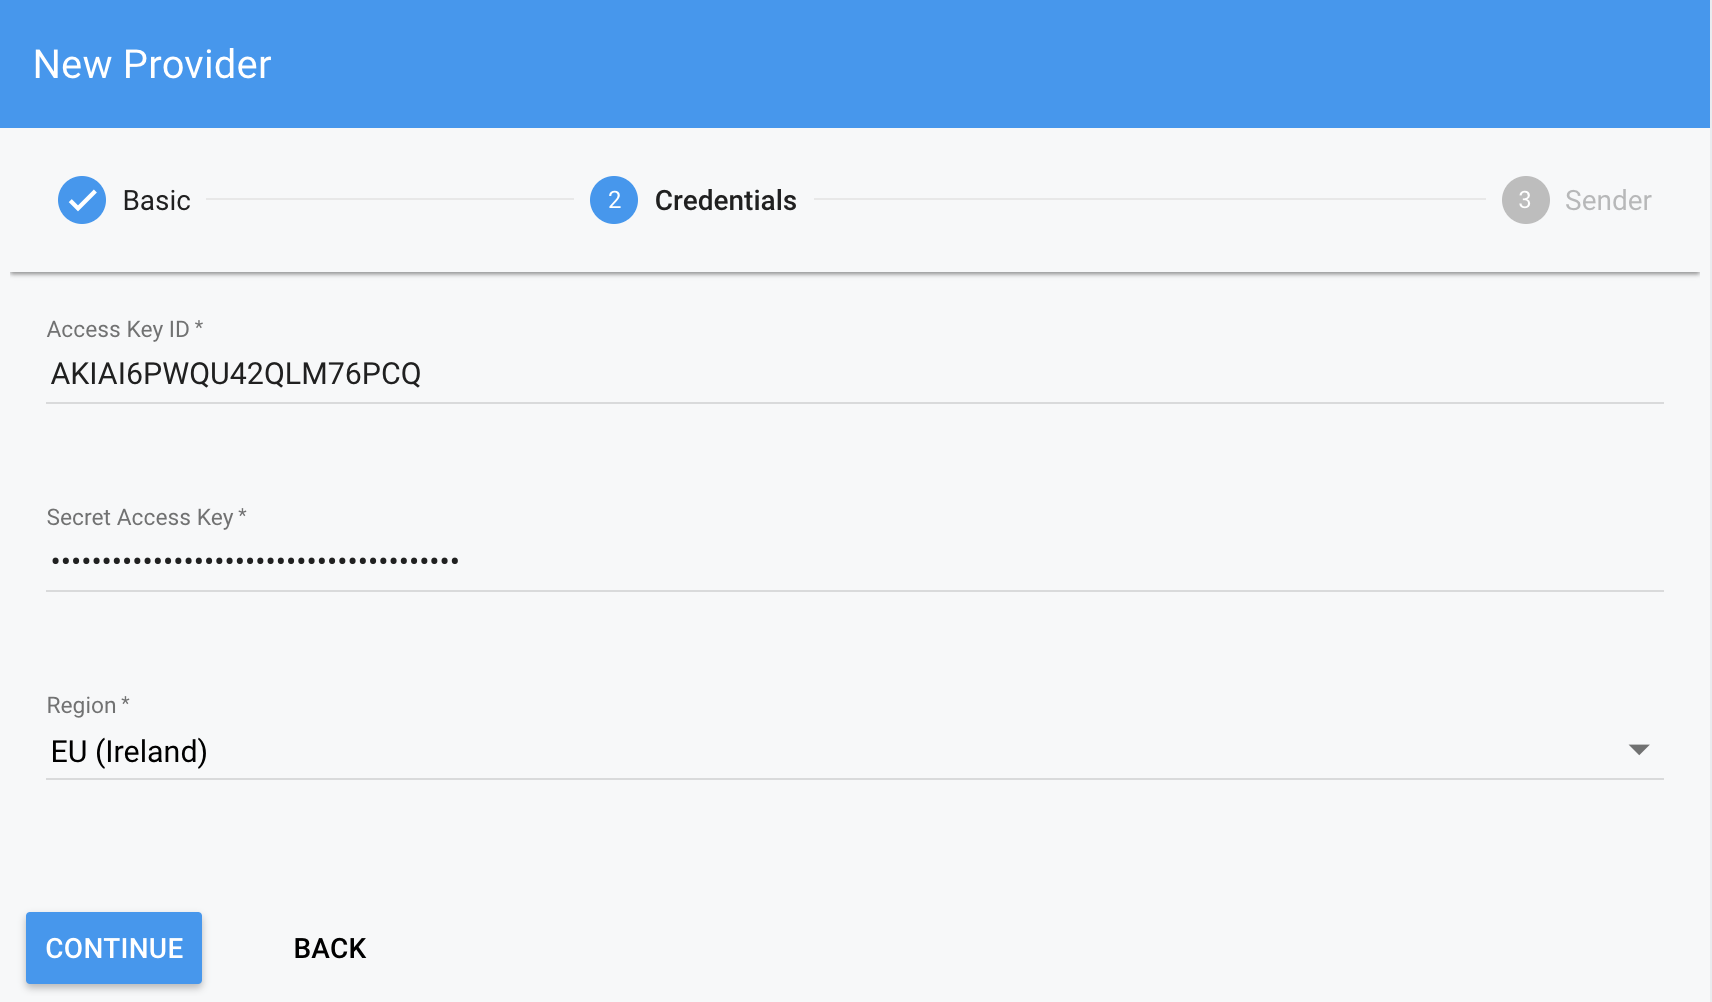 New Provider
Basic
2 Credentials
3 Sender
Access Key ID *
AKIAI6PWQU42QLM76PCQ
Secret Access Key *
••••••••••••••••••••••••••••••••••••••••
Region *
EU (Ireland)
CONTINUE BACK